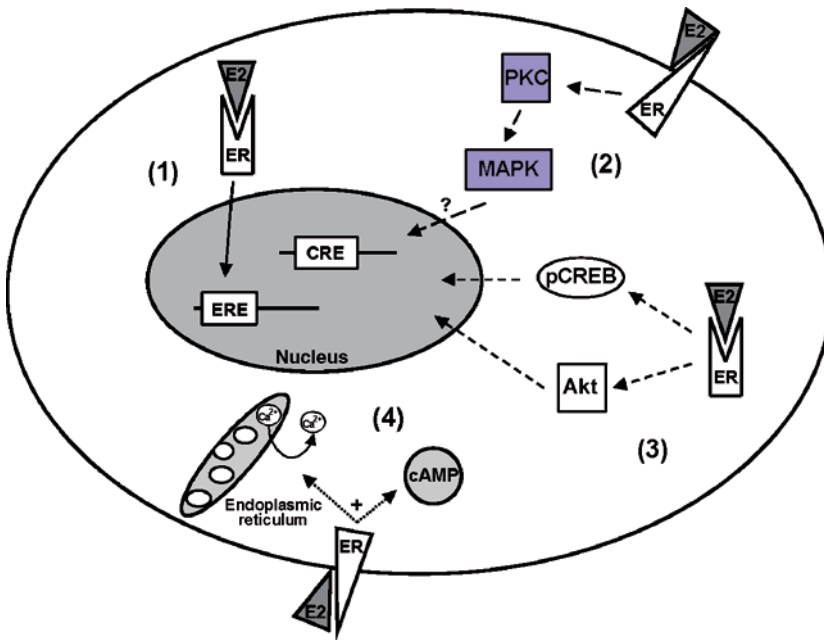 E2
ER
(1)
PKC
MAPK
(2)
E2
ER
?
CRE
ERE
Nucleus
pCREB
Akt
E2
ER
(3)
Ca2+
Ca2+
(4)
cAMP
Endoplasmic
reticulum
+
ER
E2